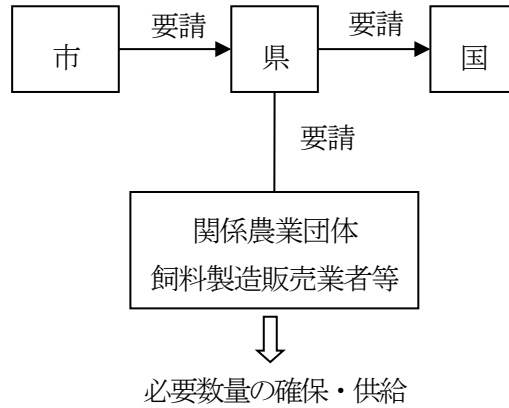 要請
要請
市
県
国
要請
関係農業団体
飼料製造販売業者等
必要数量の確保・供給